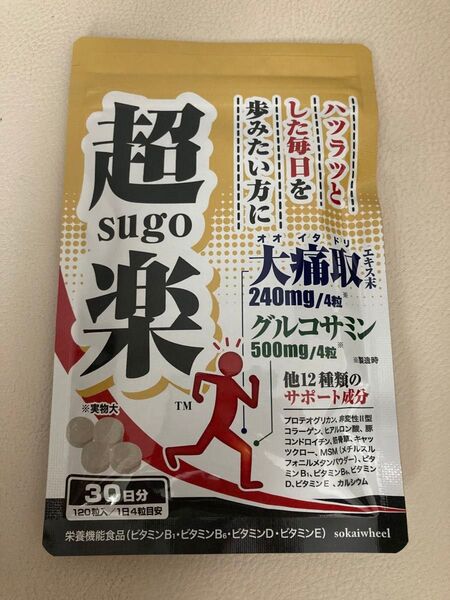 ハツラツと
した毎日を
歩みたい方に
超
sugo
楽
TM
オオイタドリ
大痛取エキス末
240mg/4粒※
グルコサミン
500mg/4粒※
※製造時
他12種類の
サポート成分
プロテオグリカン、非変性Ⅱ型
コラーゲン、ヒアルロン酸、豚
コンドロイチン、筋骨草、キャッ
ツクロー、MSM(メチルスル
フォニルメタンパウダー)、ビタ
ミンB₁、ビタミンB₆、ビタミン
D、ビタミンE、カルシウム
※実物大
30日分
120粒入/1日4粒目安
栄養機能食品(ビタミンB₁・ビタミンB₆・ビタミンD・ビタミンE)
sokaiwheel